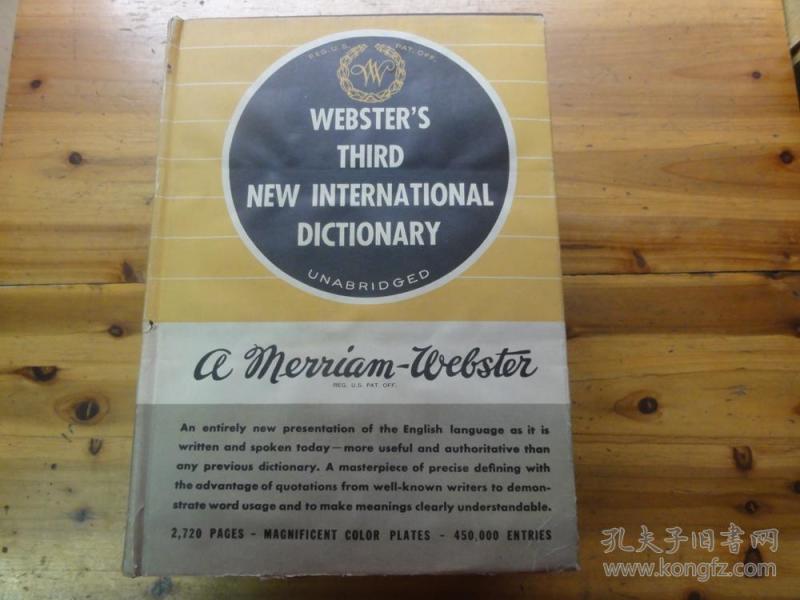 REG. U.S. PAT. OFF.
W
WEBSTER'S
THIRD
NEW INTERNATIONAL
DICTIONARY
UNABRIDGED
a Merriam-Webster
REG. U.S. PAT. OFF.
An entirely new presentation of the English language as it is
written and spoken today—more useful and authoritative than
any previous dictionary. A masterpiece of precise defining with
the advantage of quotations from well-known writers to demon-
strate word usage and to make meanings clearly understandable.
2,720 PAGES - MAGNIFICENT COLOR PLATES - 450,000 ENTRIES
孔夫子旧书网
www.kongfz.com